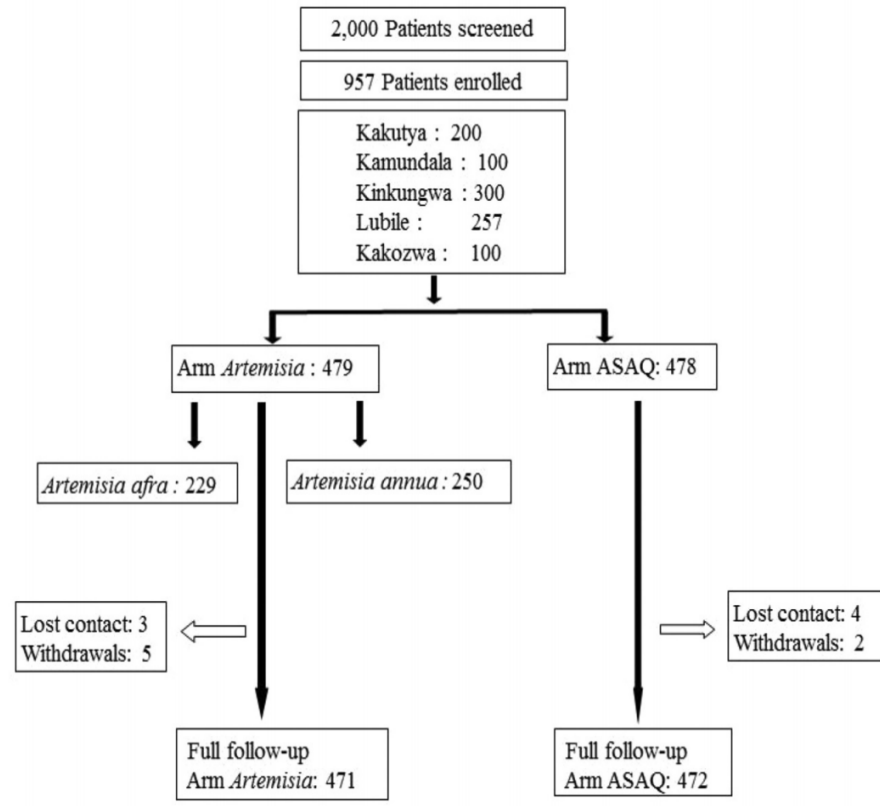 2,000 Patients screened
957 Patients enrolled
Kakutya : 200
Kamundala : 100
Kinkungwa : 300
Lubile : 257
Kakozwa : 100
Arm Artemisia : 479
Arm ASAQ: 478
Artemisia afra : 229
Artemisia annua : 250
Lost contact: 3
Withdrawals: 5
Lost contact: 4
Withdrawals: 2
Full follow-up
Arm Artemisia: 471
Full follow-up
Arm ASAQ: 472